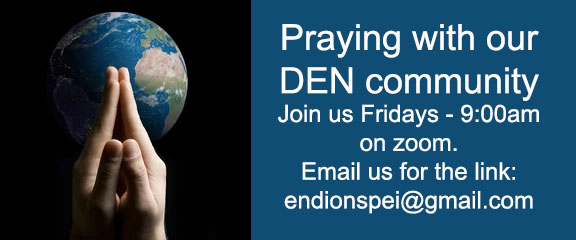 Praying with our
DEN community
Join us Fridays - 9:00am
on zoom.
Email us for the link:
endionspei@gmail.com